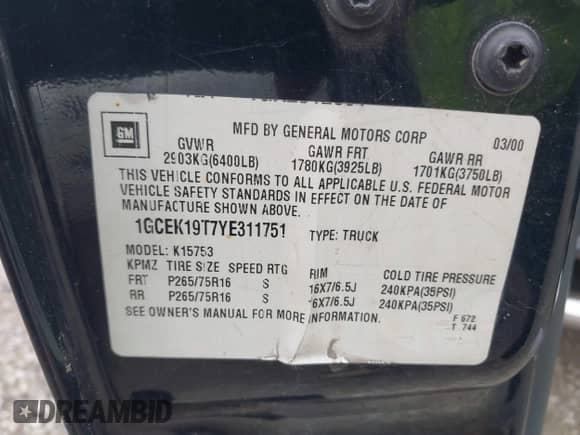 GM
MFD BY GENERAL MOTORS CORP 03/00
GVWR GAWR FRT GAWR RR
2903KG(6400LB) 1780KG(3925LB) 1701KG(3750LB)
THIS VEHICLE CONFORMS TO ALL APPLICABLE U.S. FEDERAL MOTOR
VEHICLE SAFETY STANDARDS IN EFFECT ON THE DATE OF
MANUFACTURE SHOWN ABOVE.
1GCEK19T7YE311751 TYPE: TRUCK
MODEL: K15753
KPMZ TIRE SIZE SPEED RTG RIM COLD TIRE PRESSURE
FRT P265/75R16 S 16X7/6.5J 240KPA(35PSI)
RR P265/75R16 S 16X7/6.5J 240KPA(35PSI)
SEE OWNER'S MANUAL FOR MORE INFORMATION.
F 672
T 744
DREAMBID